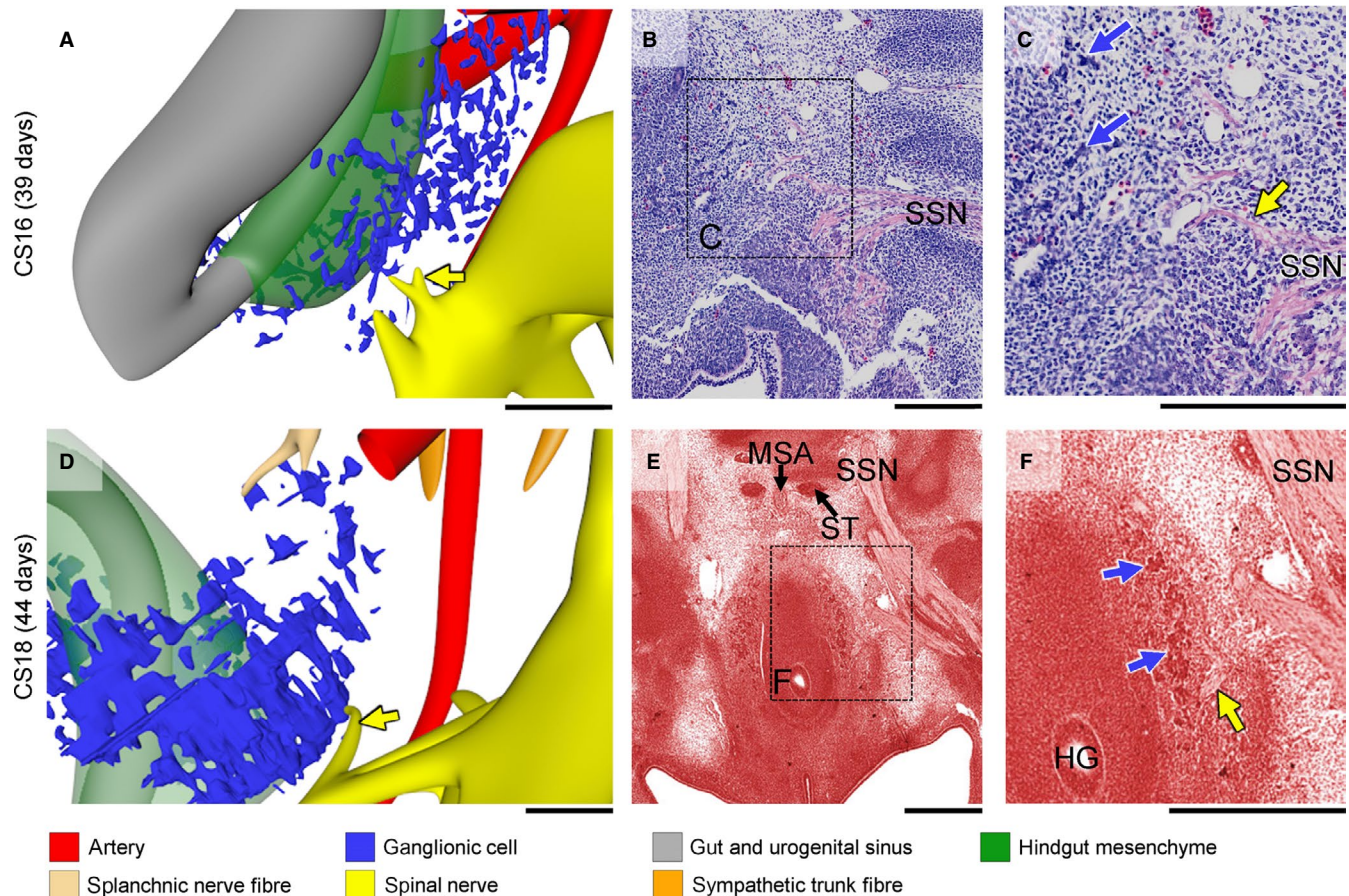 CS16 (39 days)
A
B
C
SSN
C
SSN
CS18 (44 days)
D
E
MSA
SSN
ST
F
F
SSN
HG
Artery
Ganglionic cell
Gut and urogenital sinus
Hindgut mesenchyme
Splanchnic nerve fibre
Spinal nerve
Sympathetic trunk fibre